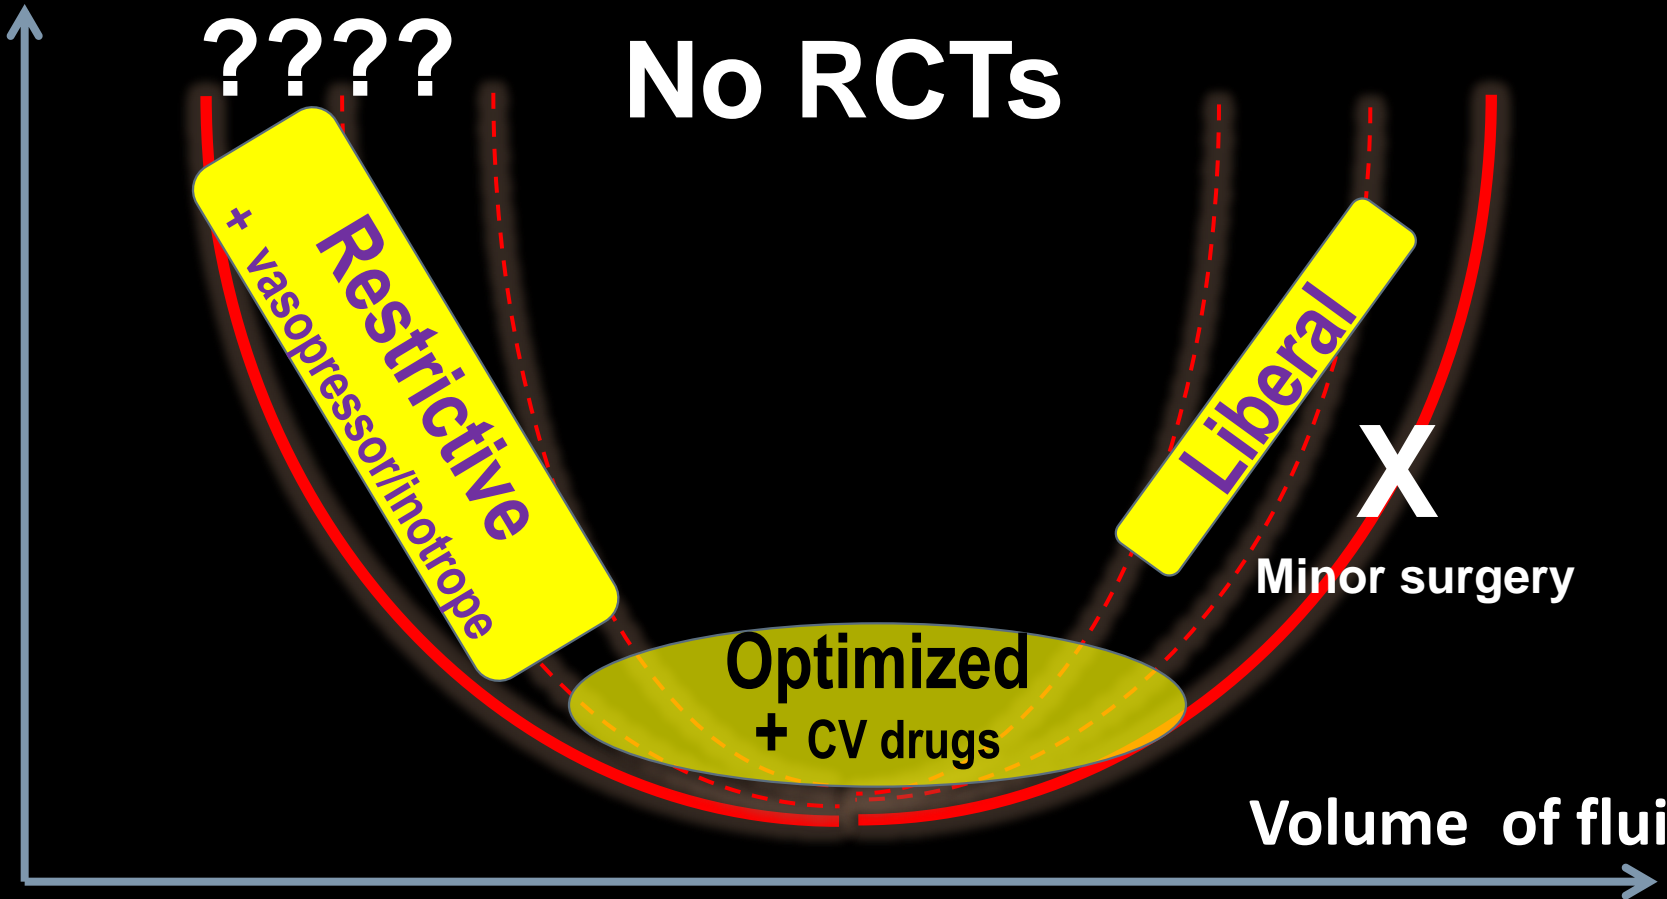 ????
No RCTs
Restrictive
+ vasopressor/inotrope
Liberal
X
Minor surgery
Optimized
+ CV drugs
Volume of flui